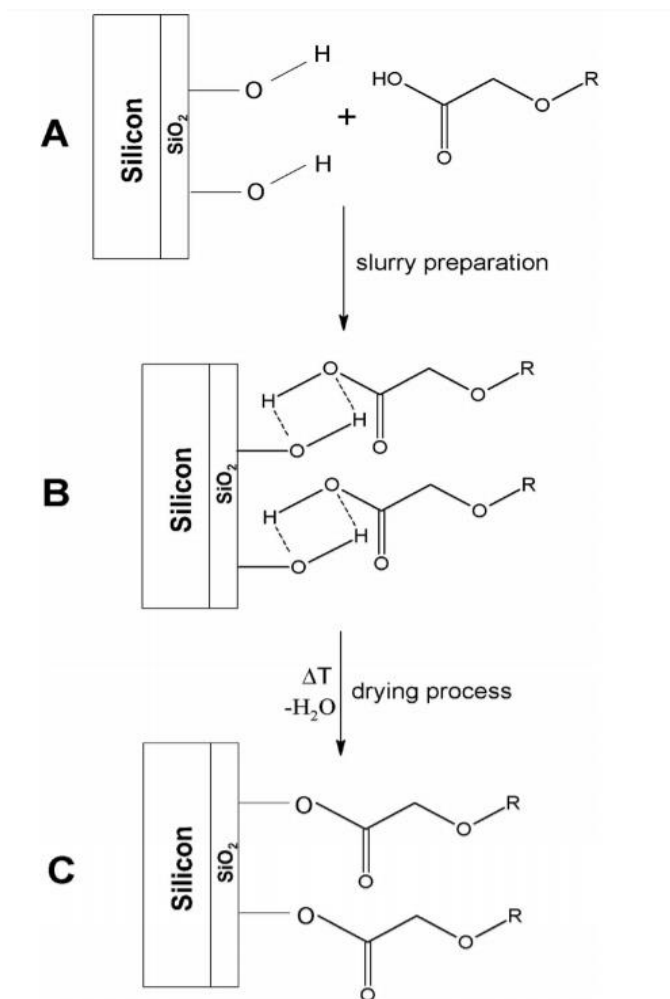 A
Silicon
SiO2
O
H
O
H
+
HO
O
O
R
slurry preparation
B
Silicon
SiO2
H
O
H
O
O
O
R
H
O
H
O
O
O
R
ΔT
-H2O
drying process
C
Silicon
SiO2
O
O
O
R
O
O
O
R